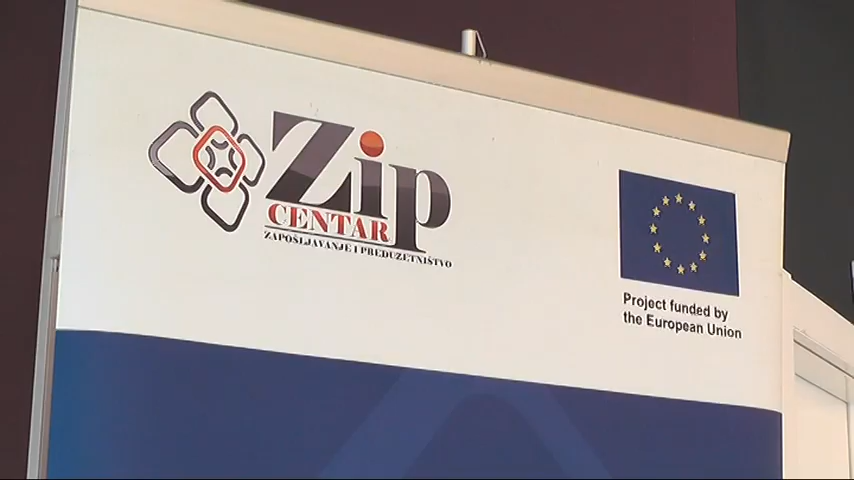 Zip
CENTAR
ZAPOŠLJAVANJE I PREDUZETNIŠTVO
Project funded by
the European Union